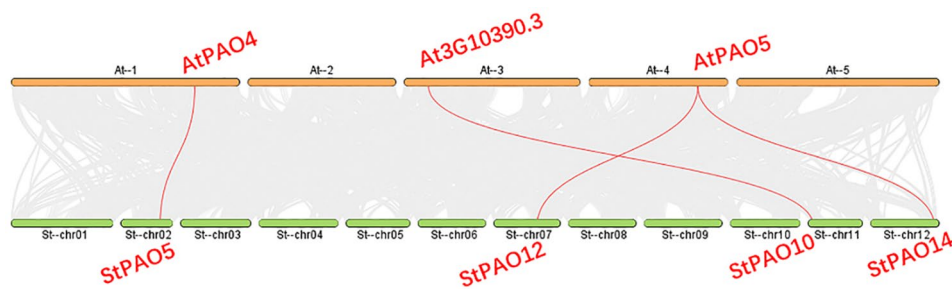 AtPAO4 At3G10390.3 AtPAO5
At--1 At--2 At--3 At--4 At--5
St--chr01 St--chr02 St--chr03 St--chr04 St--chr05 St--chr06 St--chr07 St--chr08 St--chr09 St--chr10 St--chr11 St--chr12
StPAO5 StPAO12 StPAO10 StPAO14